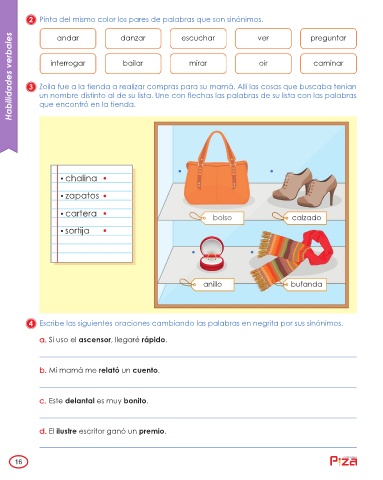 Habilidades verbales
2 Pinta del mismo color los pares de palabras que son sinónimos.
andar danzar escuchar ver preguntar
interrogar bailar mirar oír caminar
3 Zoila fue a la tienda a realizar compras para su mamá. Allí las cosas que buscaba tenían
un nombre distinto al de su lista. Une con flechas las palabras de su lista con las palabras
que encontró en la tienda.
• chalina •
• zapatos •
• cartera •
• sortija •
bolso calzado
anillo bufanda
4 Escribe las siguientes oraciones cambiando las palabras en negrita por sus sinónimos.
a. Si uso el ascensor, llegaré rápido.
b. Mi mamá me relató un cuento.
c. Este delantal es muy bonito.
d. El ilustre escritor ganó un premio.
16